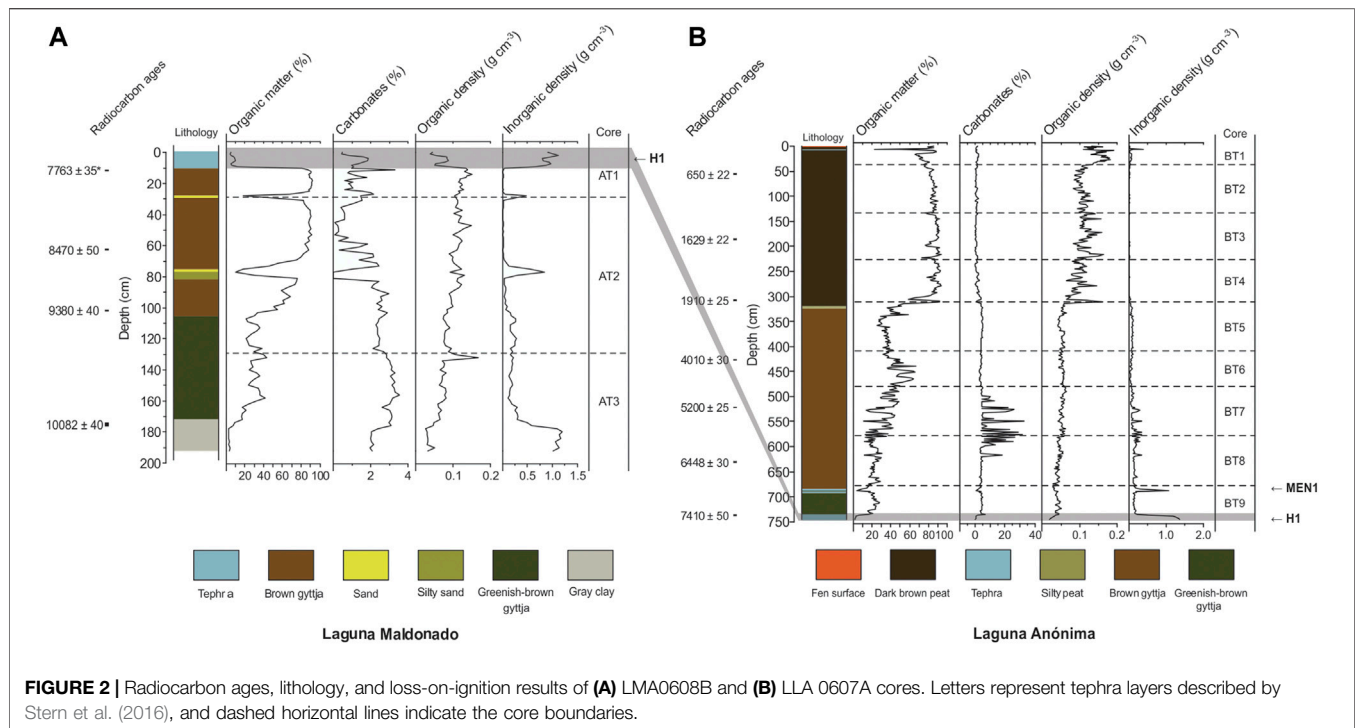 A
Radiocarbon ages
Lithology
Organic matter (%)
Carbonates (%)
Organic density (g cm⁻³)
Inorganic density (g cm⁻³)
Core
0
20
40
60
80
100
120
140
160
180
200
Depth (cm)
7763 ± 35*
8470 ± 50
9380 ± 40
10082 ± 40
← H1
AT1
AT2
AT3
20 40 60 80 100
2 4
0.1 0.2
0 0.5 1.0 1.5
Tephr a
Brown gyttja
Sand
Silty sand
Greenish-brown
gyttja
Gray clay
Laguna Maldonado
B
Radiocarbon ages
Lithology
Organic matter (%)
Carbonates (%)
Organic density (g cm⁻³)
Inorganic density (g cm⁻³)
Core
0
50
100
150
200
250
300
350
400
450
500
550
600
650
700
750
Depth (cm)
650 ± 22
1629 ± 22
1910 ± 25
4010 ± 30
5200 ± 25
6448 ± 30
7410 ± 50
BT1
BT2
BT3
BT4
BT5
BT6
BT7
BT8
BT9
← MEN1
← H1
20 40 60 80 100
0 20 40
0.1 0.2
1.0 2.0
Fen surface
Dark brown peat
Tephra
Silty peat
Brown gyttja
Greenish-brown
gyttja
Laguna Anónima
FIGURE 2 | Radiocarbon ages, lithology, and loss-on-ignition results of (A) LMA0608B and (B) LLA 0607A cores. Letters represent tephra layers described by
Stern et al. (2016), and dashed horizontal lines indicate the core boundaries.